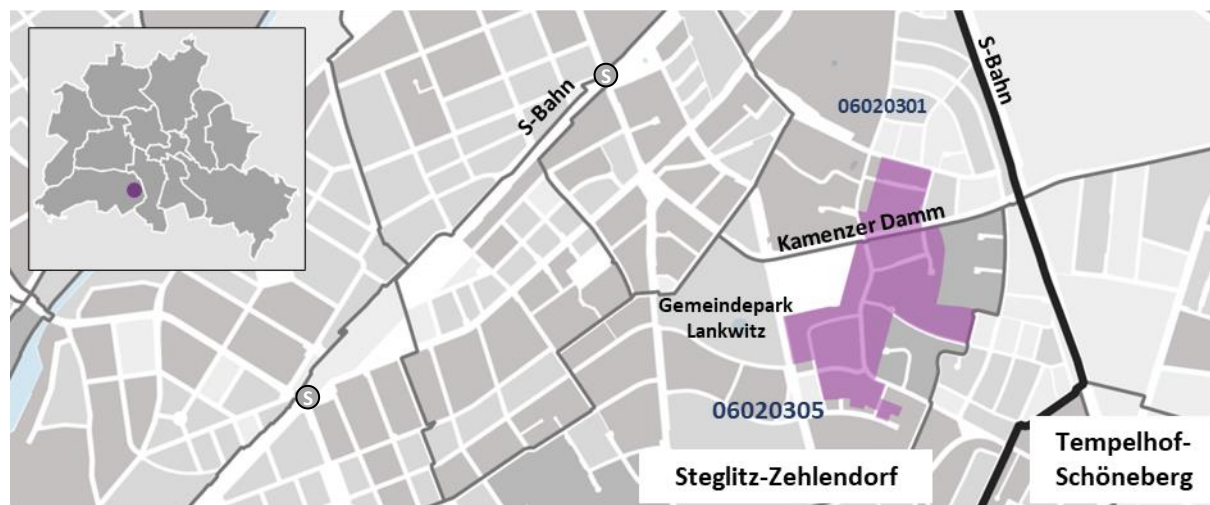 S-Bahn
S
S-Bahn
06020301
Kamenzer Damm
Gemeindepark
Lankwitz
S
06020305
Steglitz-Zehlendorf
Tempelhof-
Schöneberg